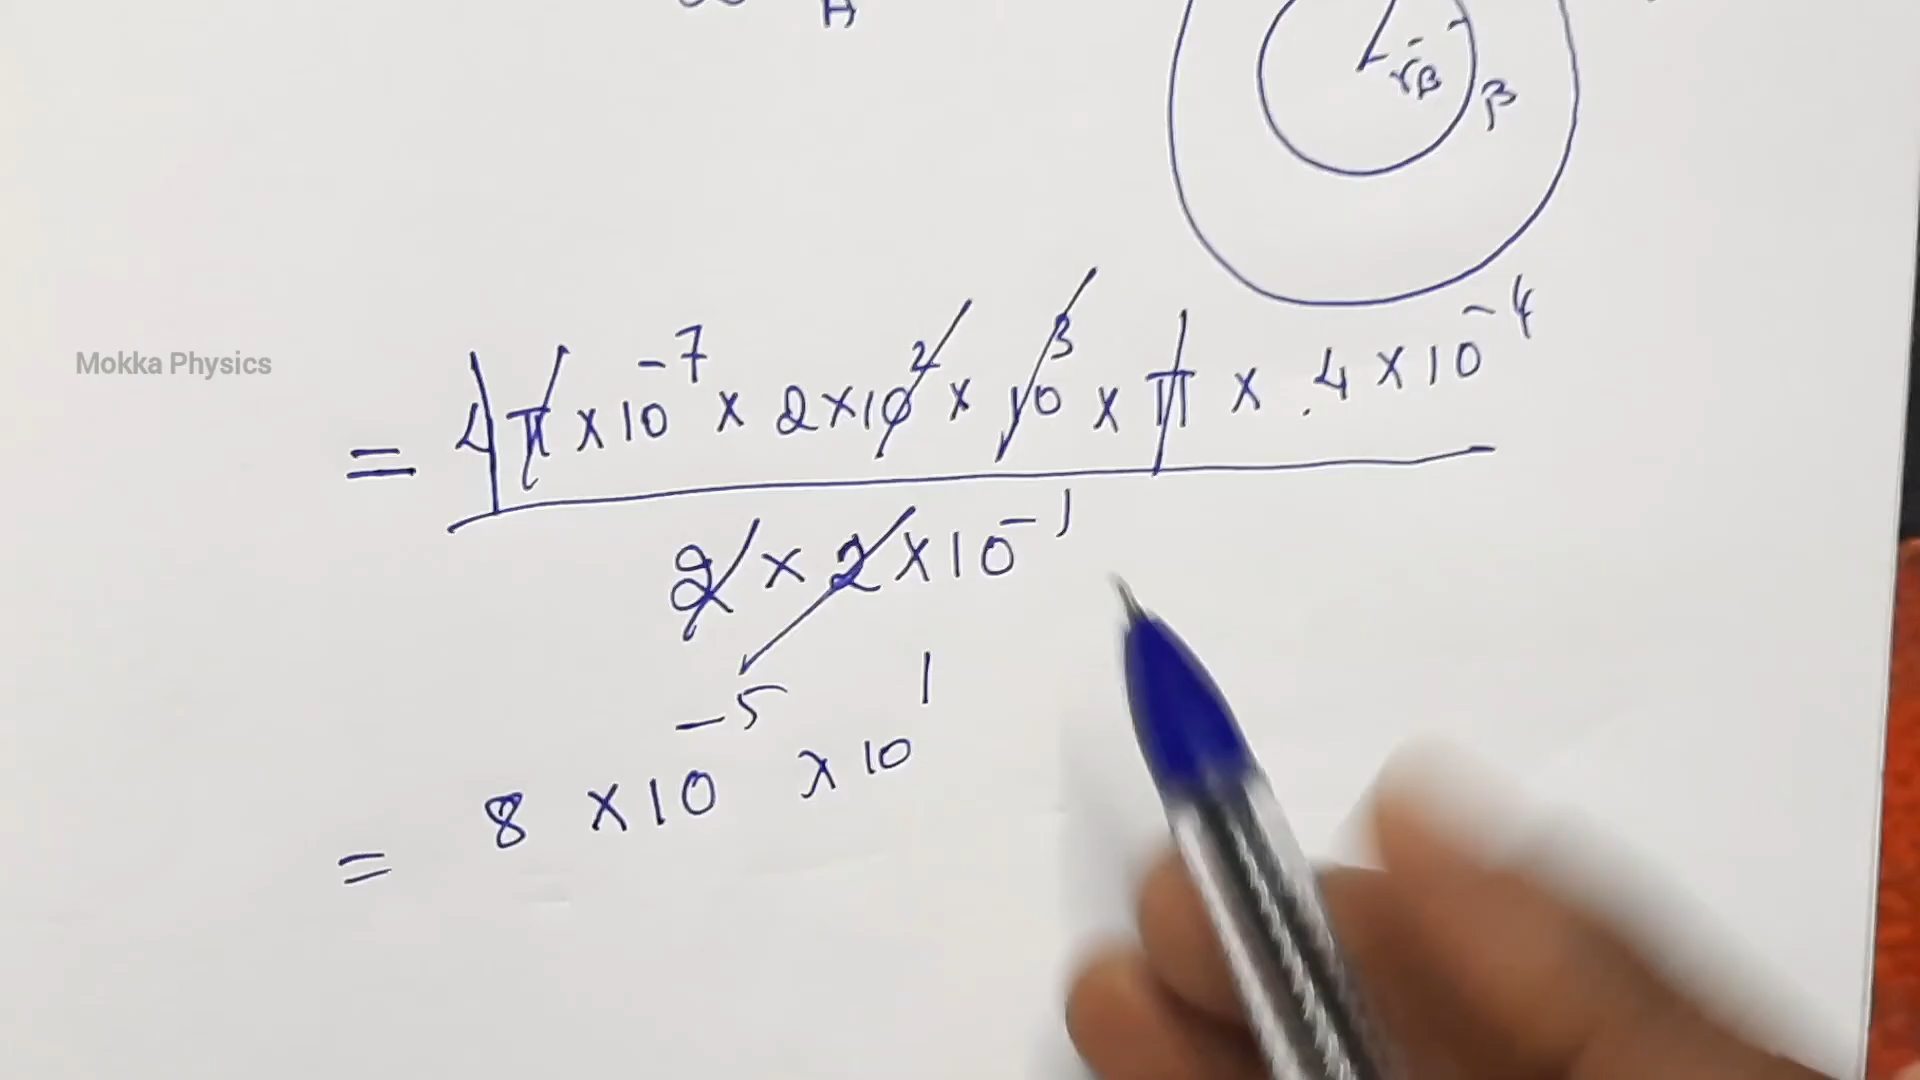 A
r_B
B
Mokka Physics
= 4π × 10⁻⁷ × 2×10² × 10³ × π × .4 × 10⁻⁴
2 × 2 × 10⁻¹
= 8 × 10⁻⁵ × 10¹